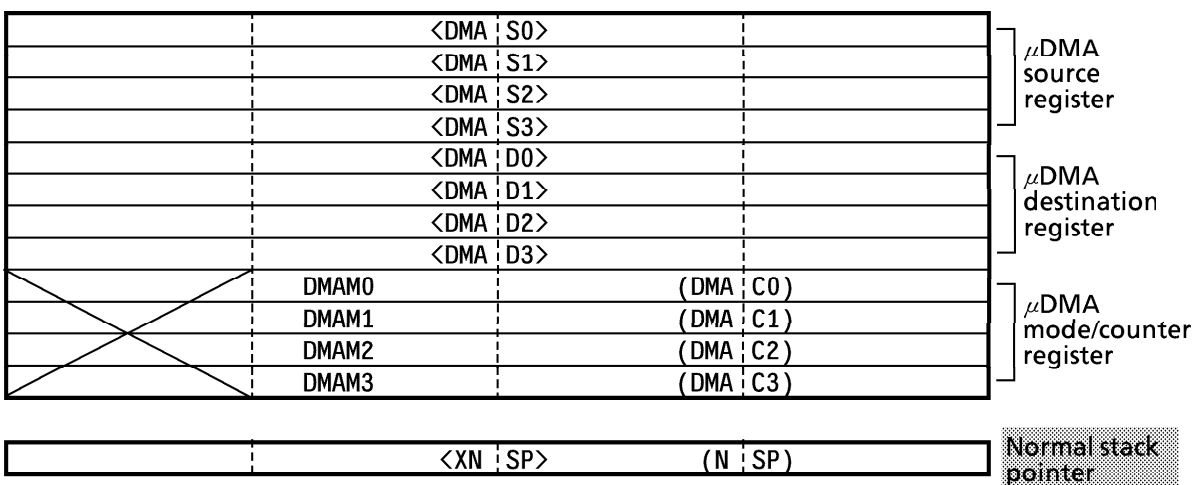 <DMA S0>
<DMA S1>
<DMA S2>
<DMA S3>
μDMA
source
register
<DMA D0>
<DMA D1>
<DMA D2>
<DMA D3>
μDMA
destination
register
DMAM0 (DMA C0)
DMAM1 (DMA C1)
DMAM2 (DMA C2)
DMAM3 (DMA C3)
μDMA
mode/counter
register
<XN SP> (N SP)
Normal stack
pointer